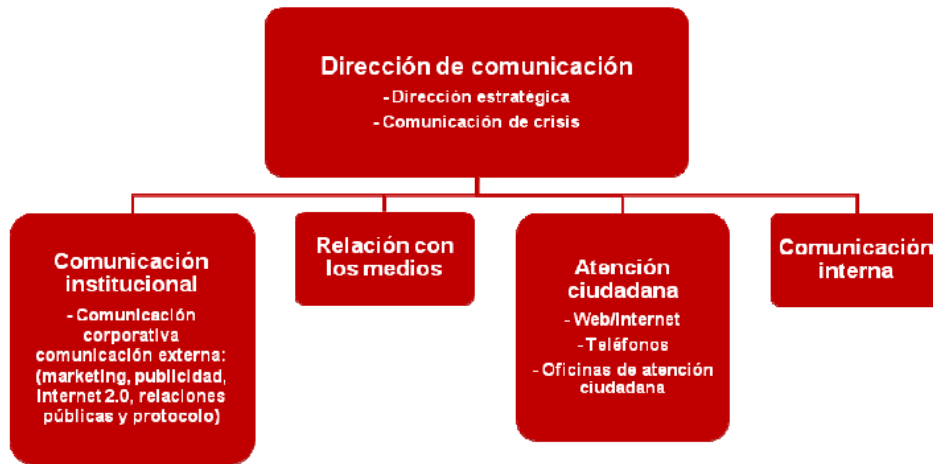 Dirección de comunicación
- Dirección estratégica
- Comunicación de crisis
Comunicación
institucional
- Comunicación
corporativa
comunicación externa:
(marketing, publicidad,
Internet 2.0, relaciones
públicas y protocolo)
Relación con
los medios
Atención
ciudadana
- Web/Internet
- Teléfonos
- Oficinas de atención
ciudadana
Comunicación
interna